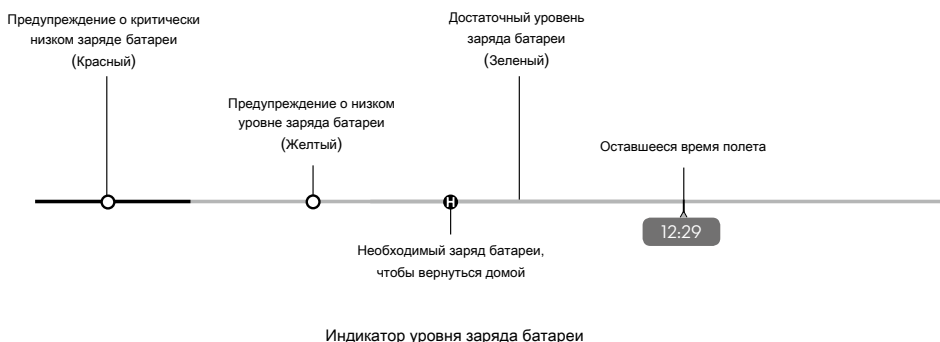 Предупреждение о критически
низком заряде батареи
(Красный)
Достаточный уровень
заряда батареи
(Зеленый)
Предупреждение о низком
уровне заряда батареи
(Желтый)
Оставшееся время полета
H
12:29
Необходимый заряд батареи,
чтобы вернуться домой
Индикатор уровня заряда батареи